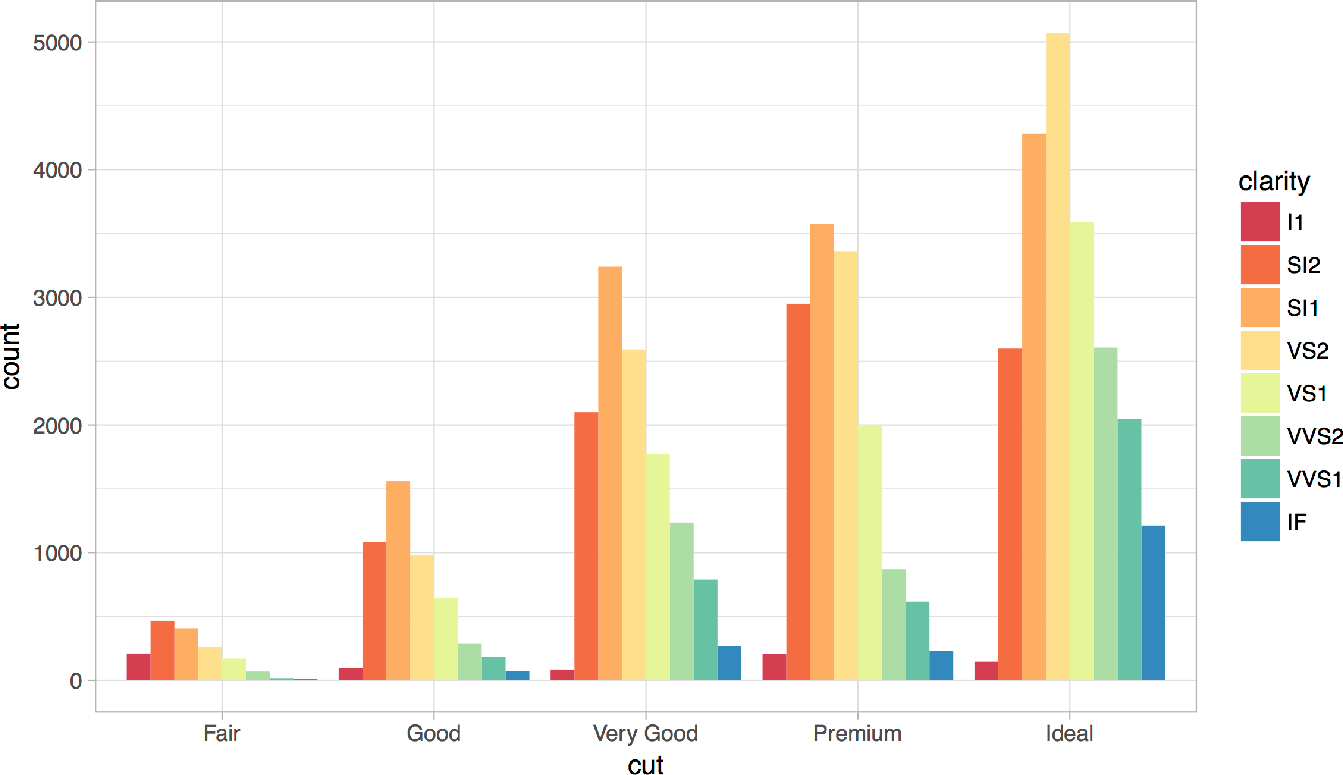 5000
4000
3000
2000
1000
0
count
Fair Good Very Good Premium Ideal
cut
clarity
I1
SI2
SI1
VS2
VS1
VVS2
VVS1
IF